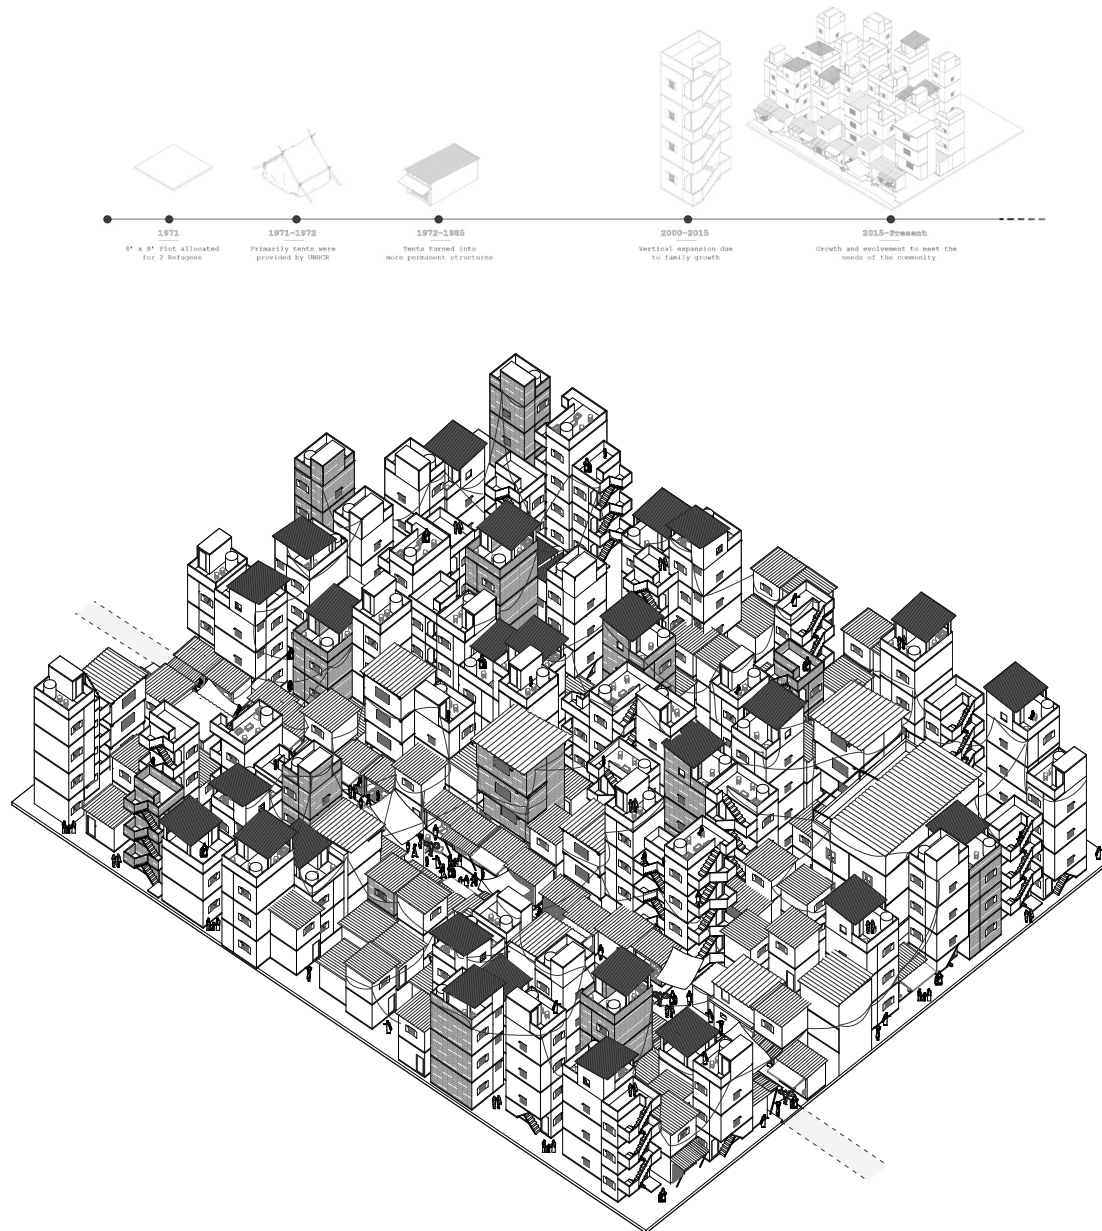 1971
8' x 8' Plot allocated
for 2 Refugees
1971-1972
Primarily tents were
provided by UNHCR
1972-1985
Tents turned into
more permanent structures
2000-2015
Vertical expansion due
to family growth
2015-Present
Growth and evolvement to meet the
needs of the community